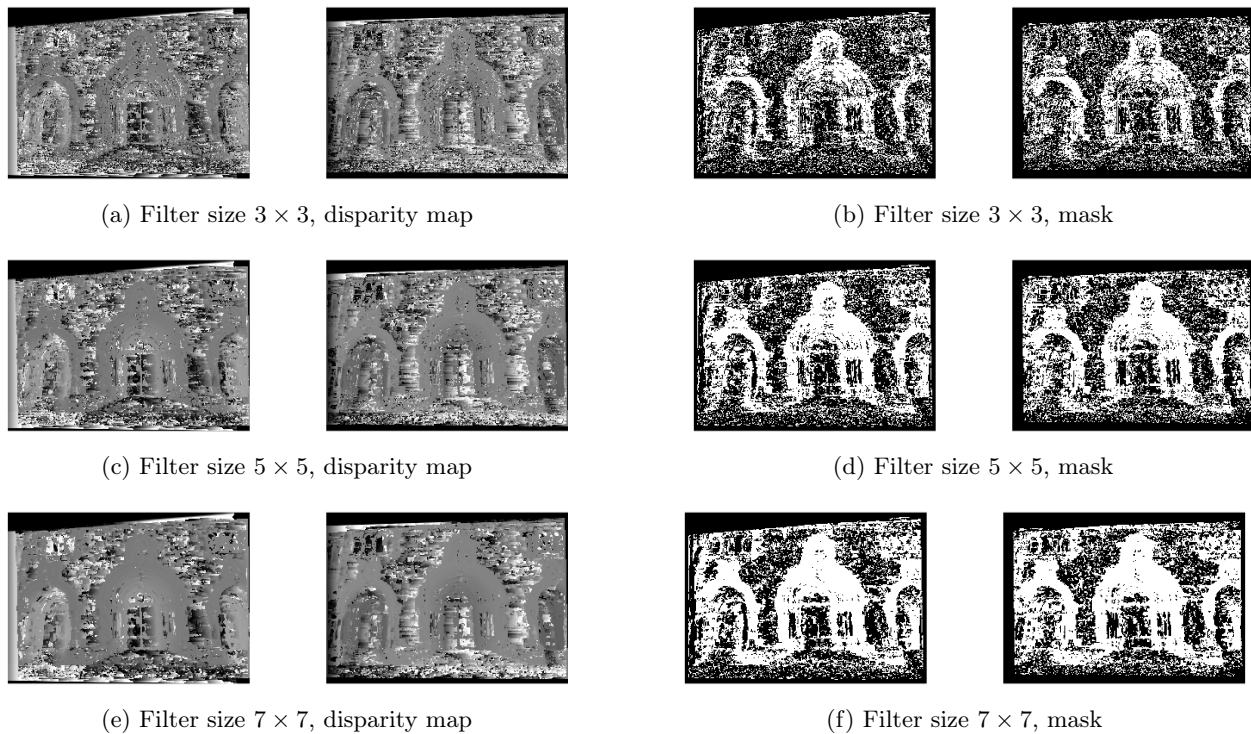 (a) Filter size 3 × 3, disparity map
(b) Filter size 3 × 3, mask
(c) Filter size 5 × 5, disparity map
(d) Filter size 5 × 5, mask
(e) Filter size 7 × 7, disparity map
(f) Filter size 7 × 7, mask